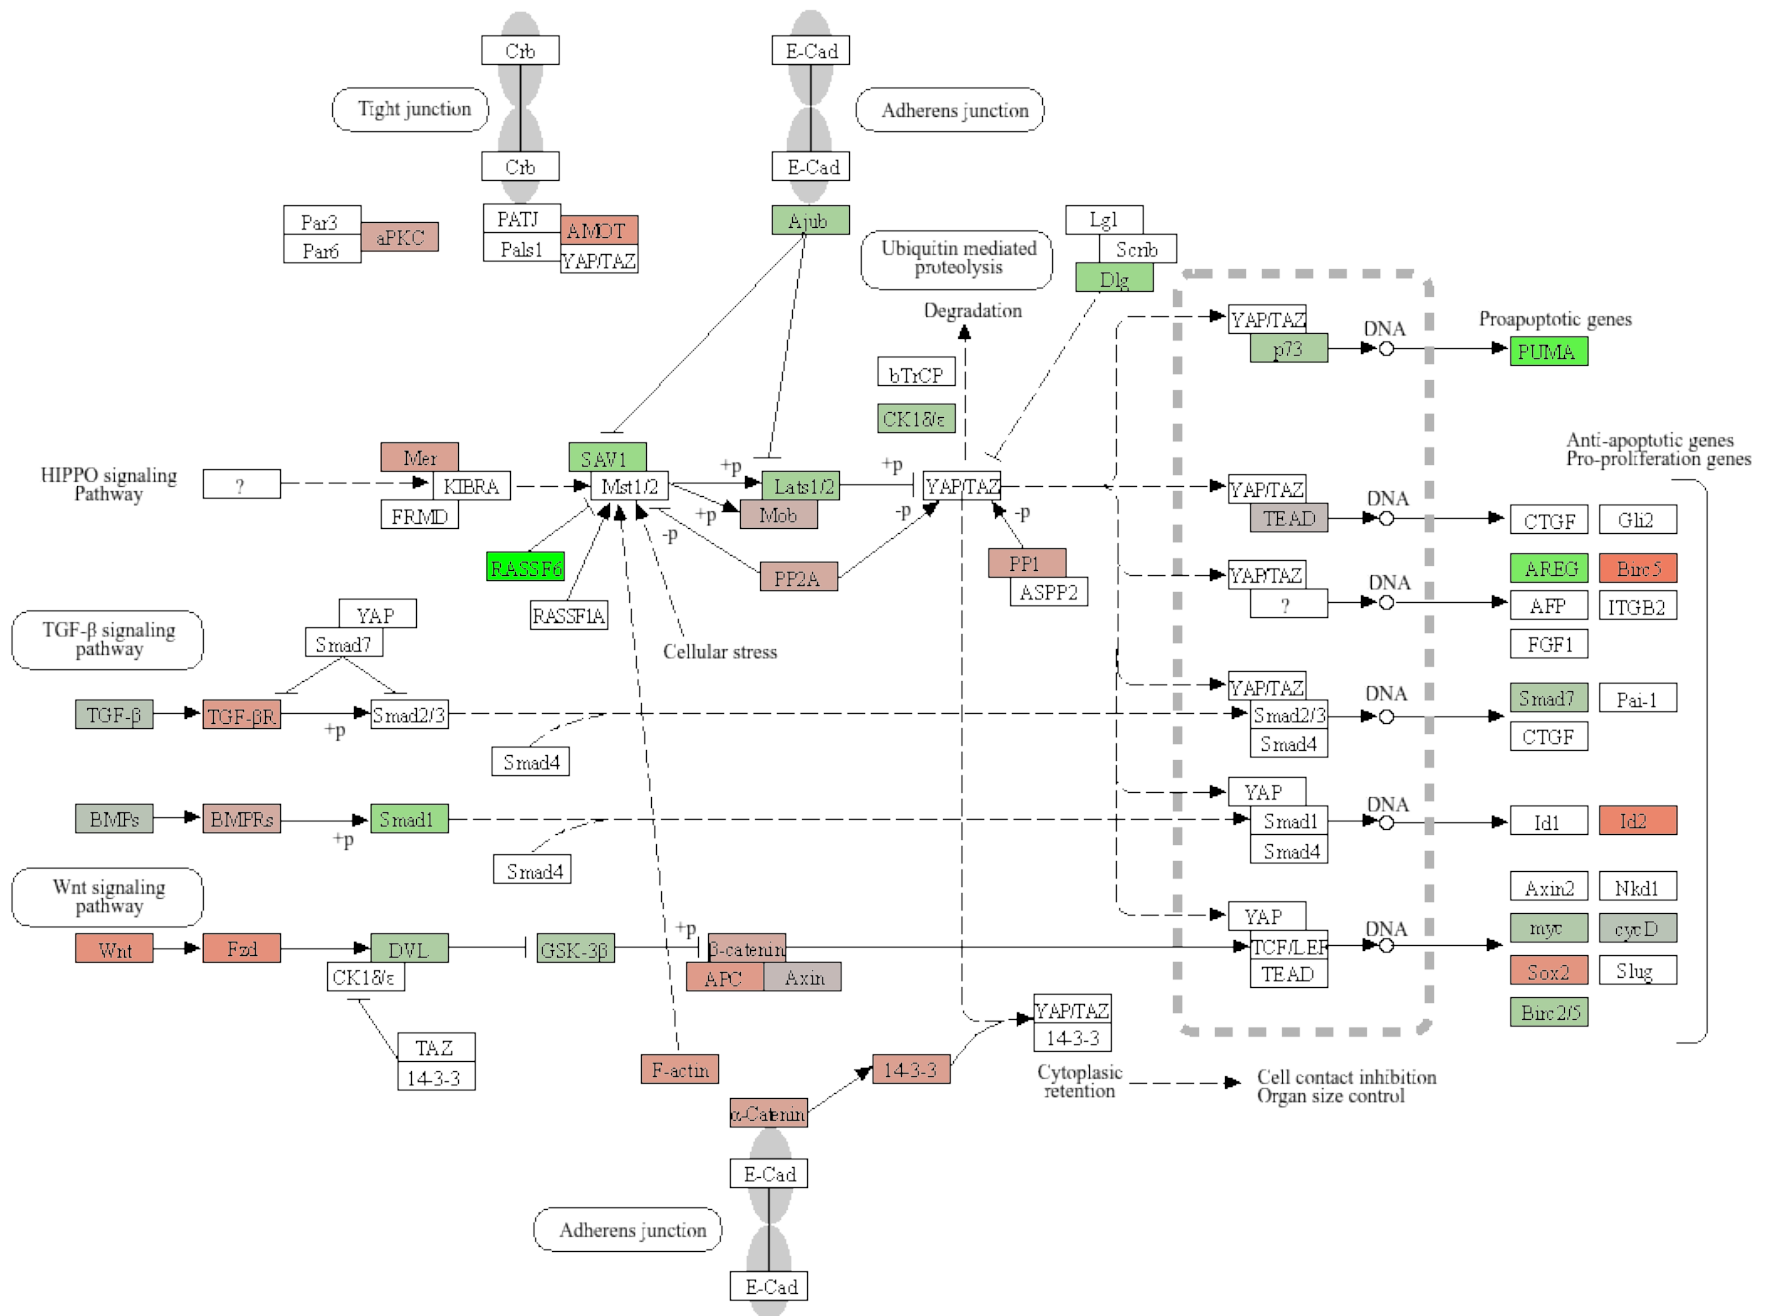 Crb
E-Cad
Tight junction
Adherens junction
Crb
E-Cad
Par3
aPKC
Par6
PATJ
AMOT
Pals1
YAP/TAZ
Ajub
Lgl
Scrib
Dlg
Ubiquitin mediated
proteolysis
Degradation
bTrCP
CK1δ/ε
YAP/TAZ
p73
DNA
Proapoptotic genes
PUMA
Anti-apoptotic genes
Pro-proliferation genes
HIPPO signaling
Pathway
?
Mer
KIBRA
FRMD
SAV1
Mst1/2
+p
Lats1/2
+p
Mob
+p
-p
YAP/TAZ
-p
-p
RASSF6
RASSF1A
PP2A
PP1
ASPP2
Cellular stress
YAP/TAZ
TEAD
DNA
CTGF
Gli2
YAP/TAZ
?
DNA
AREG
Birc5
AFP
ITGB2
FGF1
TGF-β signaling
pathway
YAP
Smad7
TGF-β
TGF-βR
+p
Smad2/3
Smad4
YAP/TAZ
Smad2/3
Smad4
DNA
Smad7
Pai-1
CTGF
BMPs
BMPRs
+p
Smad1
Smad4
YAP
Smad1
Smad4
DNA
Id1
Id2
Wnt signaling
pathway
Wnt
Fzd
DVL
CK1δ/ε
GSK-3β
+p
β-catenin
APC
Axin
YAP
TCF/LEF
TEAD
DNA
Axin2
Nkd1
myc
cycD
Sox2
Slug
Birc2/5
TAZ
14-3-3
F-actin
14-3-3
YAP/TAZ
14-3-3
Cytoplasic
retention
Cell contact inhibition
Organ size control
α-Catenin
E-Cad
Adherens junction
E-Cad